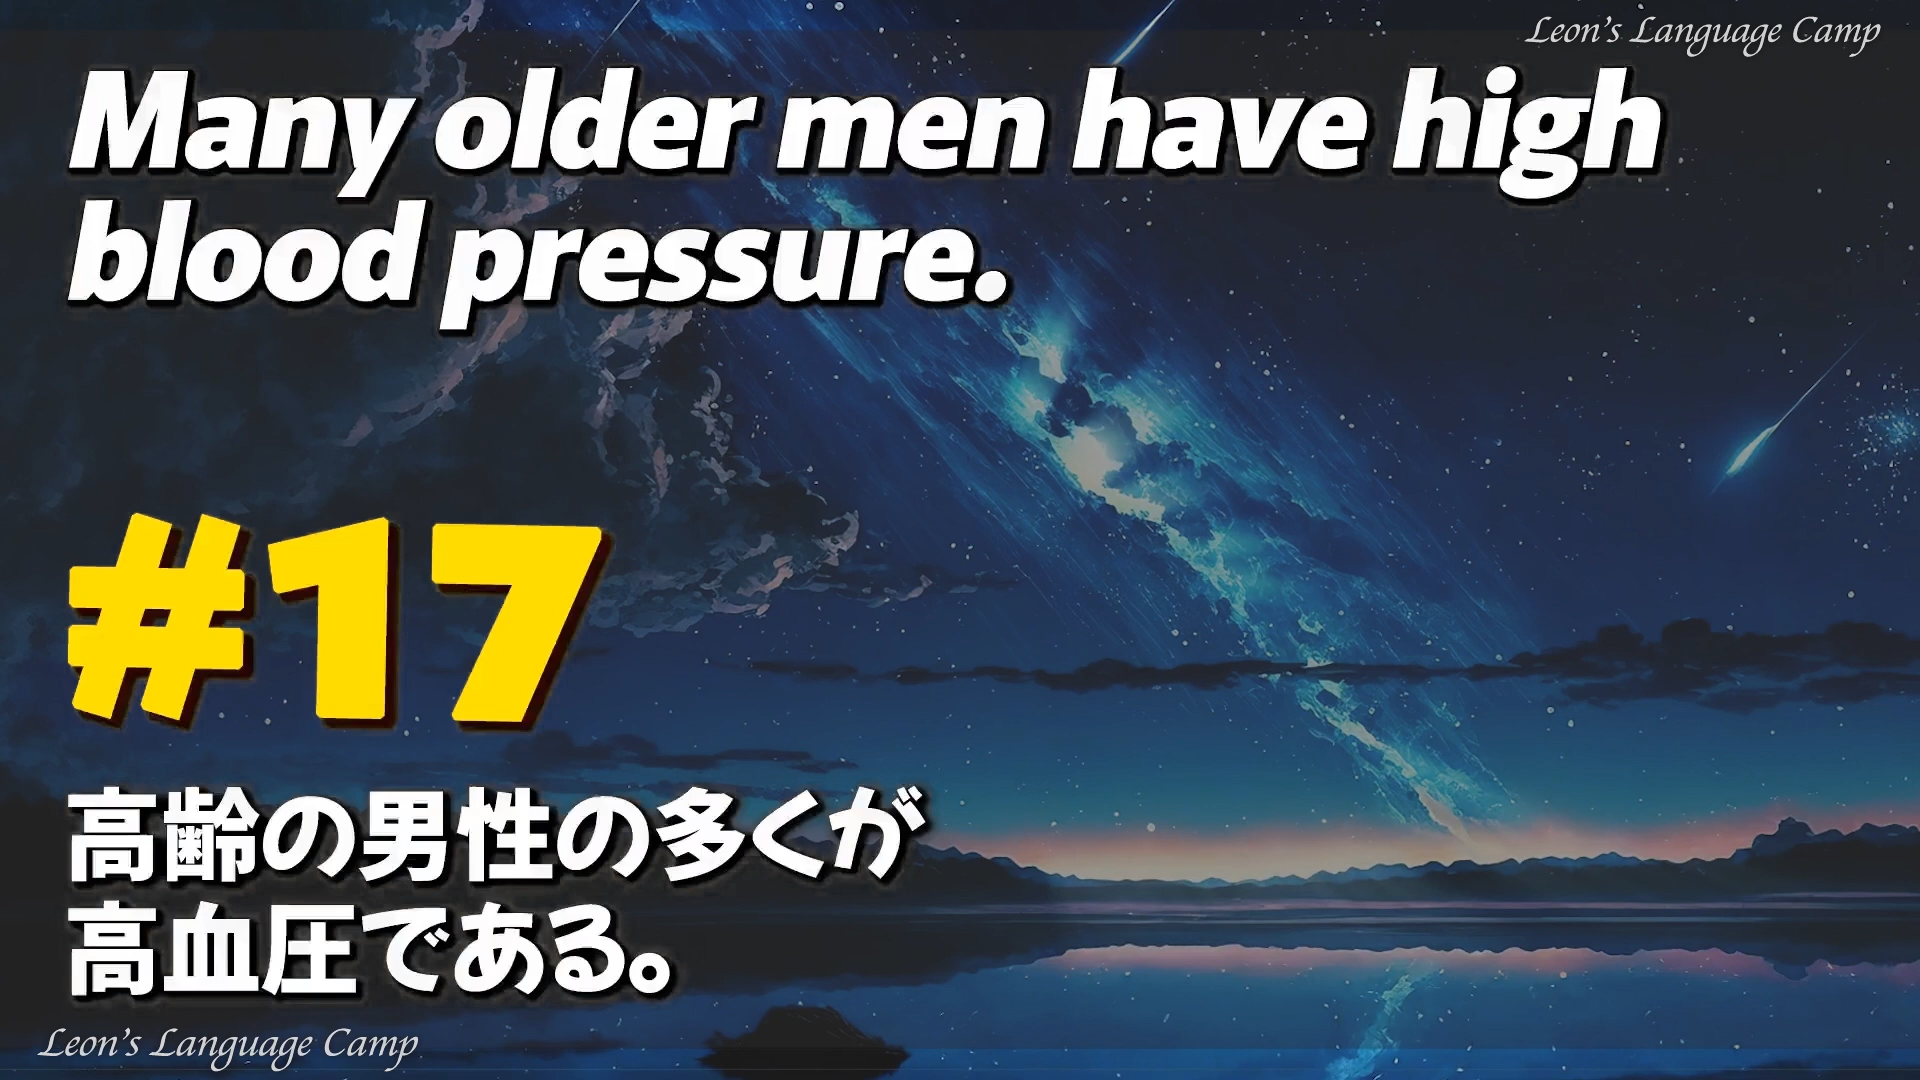 Leon's Language Camp
Many older men have high
blood pressure.
#17
高齢の男性の多くが
高血圧である。
Leon's Language Camp